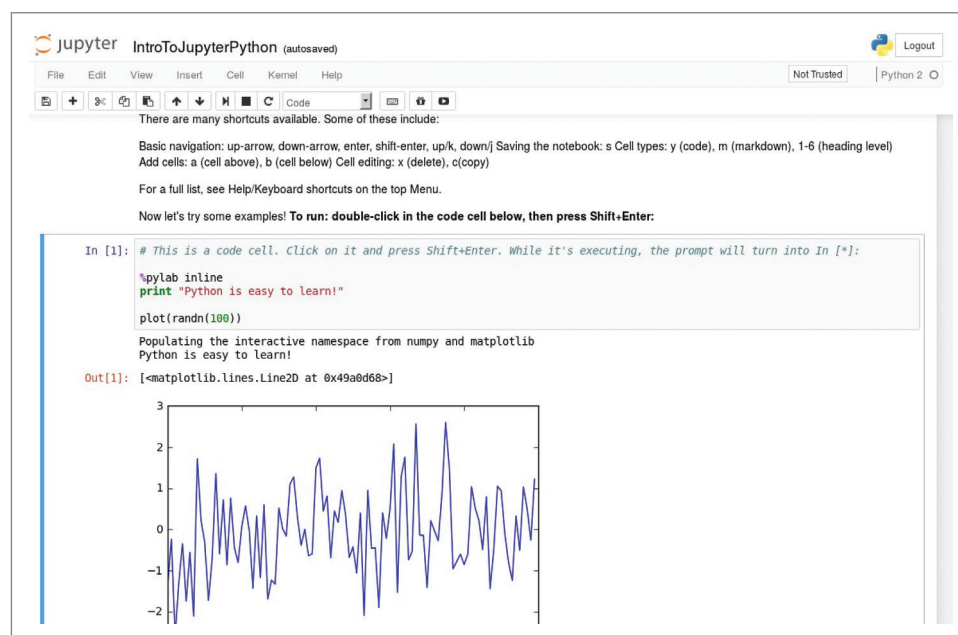 jupyter IntroToJupyterPython (autosaved)
Logout
File Edit View Insert Cell Kernel Help
Not Trusted
Python 2
Code
There are many shortcuts available. Some of these include:
Basic navigation: up-arrow, down-arrow, enter, shift-enter, up/k, down/j Saving the notebook: s Cell types: y (code), m (markdown), 1-6 (heading level)
Add cells: a (cell above), b (cell below) Cell editing: x (delete), c(copy)
For a full list, see Help/Keyboard shortcuts on the top Menu.
Now let's try some examples! To run: double-click in the code cell below, then press Shift+Enter:
In [1]: # This is a code cell. Click on it and press Shift+Enter. While it's executing, the prompt will turn into In [*]:
%pylab inline
print "Python is easy to learn!"
plot(randn(100))
Populating the interactive namespace from numpy and matplotlib
Python is easy to learn!
Out[1]: [<matplotlib.lines.Line2D at 0x49a0d68>]
3
2
1
0
−1
−2